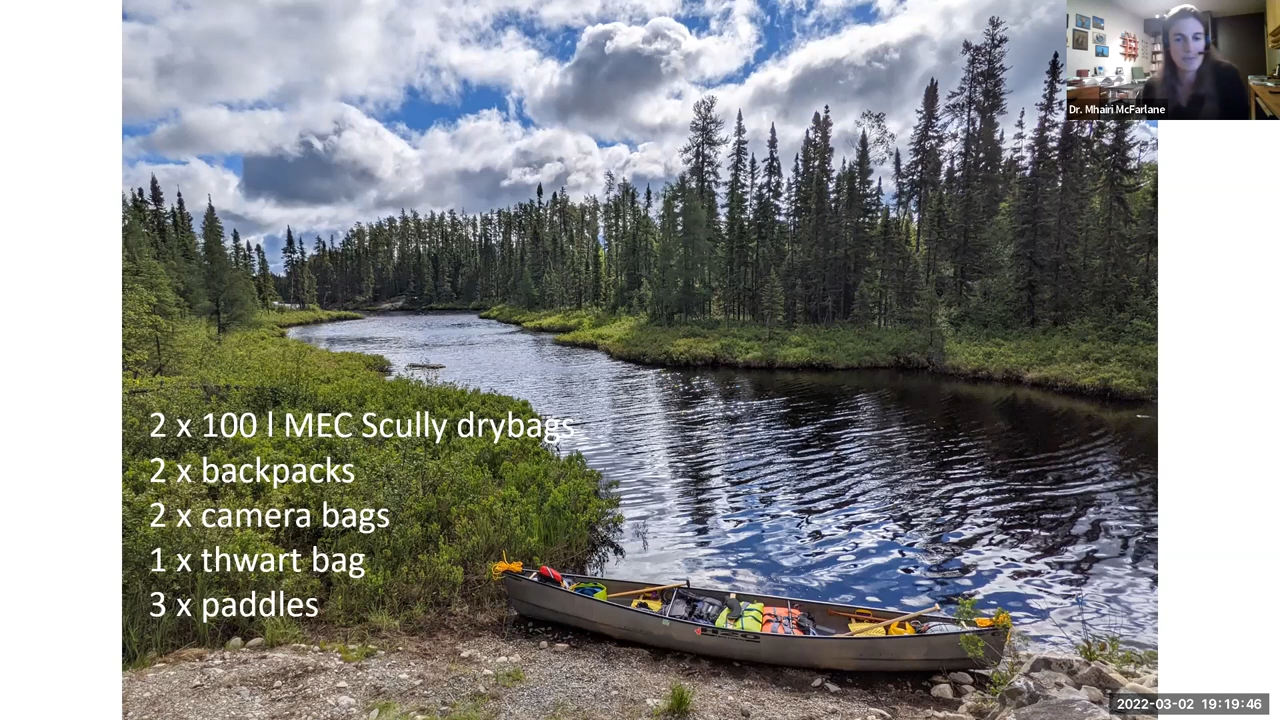 Dr. Mhairi McFarlane
2 x 100 l MEC Scully drybags
2 x backpacks
2 x camera bags
1 x thwart bag
3 x paddles
H2O
2022-03-02 19:19:46